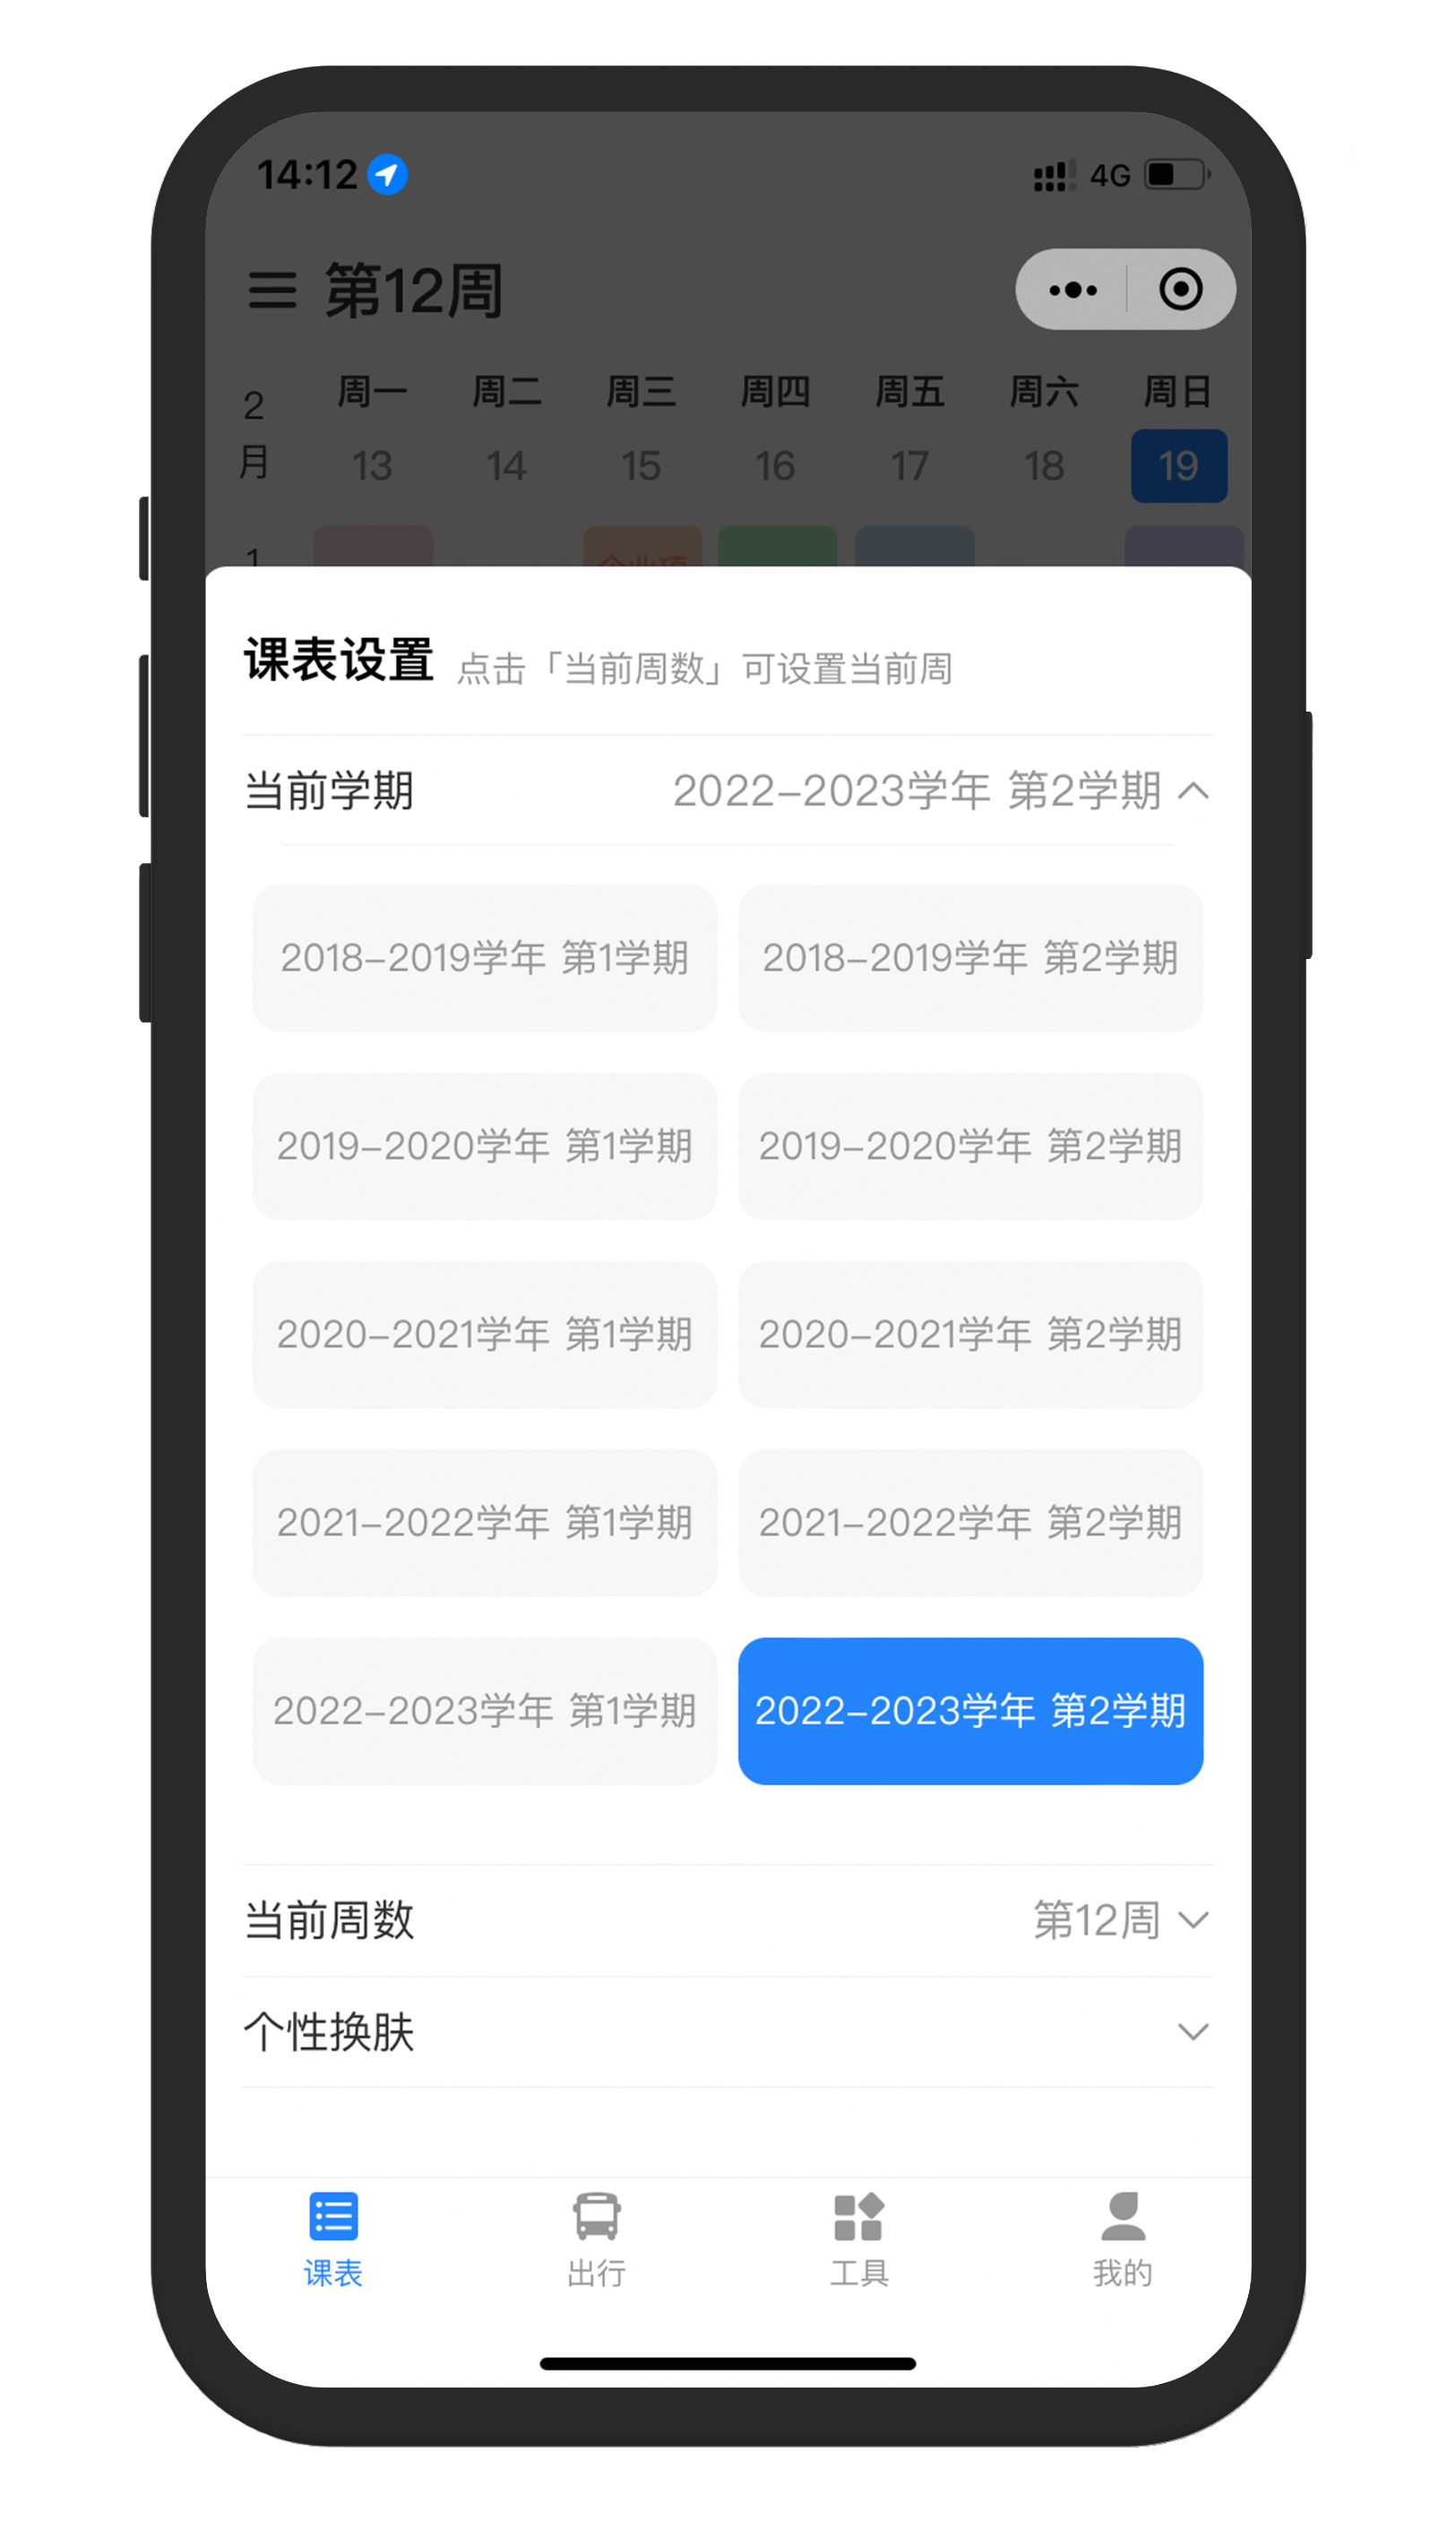 14:12 4G
第12周
周一 周二 周三 周四 周五 周六 周日
2月 13 14 15 16 17 18 19
1
课表设置 点击「当前周数」可设置当前周
当前学期 2022-2023学年 第2学期
2018-2019学年 第1学期 2018-2019学年 第2学期
2019-2020学年 第1学期 2019-2020学年 第2学期
2020-2021学年 第1学期 2020-2021学年 第2学期
2021-2022学年 第1学期 2021-2022学年 第2学期
2022-2023学年 第1学期 2022-2023学年 第2学期
当前周数 第12周
个性换肤
课表 出行 工具 我的